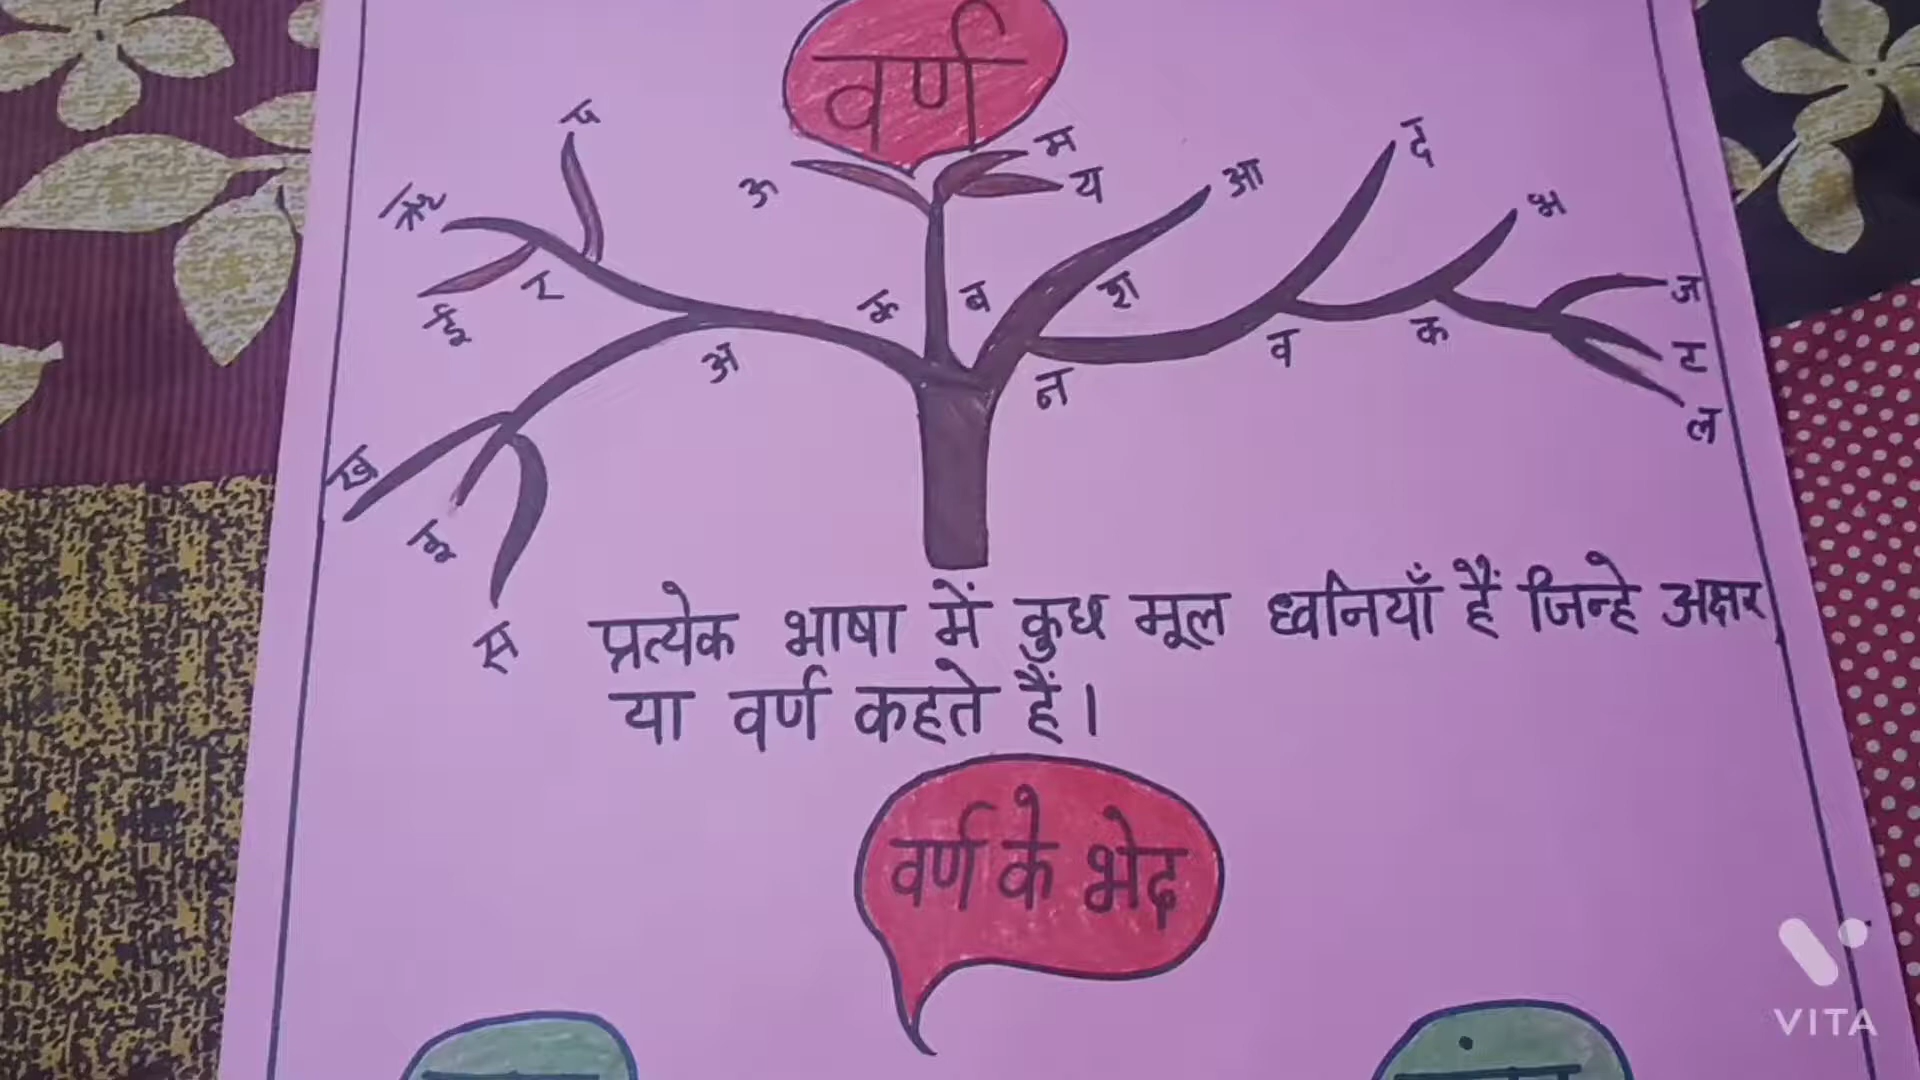 वर्ण
म
य
उ
आ
द
भ
ई
र
क
ब
श
व
क
ज
ट
ल
अ
न
ख
स
प्रत्येक भाषा में कुछ मूल ध्वनियाँ हैं जिन्हे अक्षर
या वर्ण कहते हैं।
वर्ण के भेद
VITA